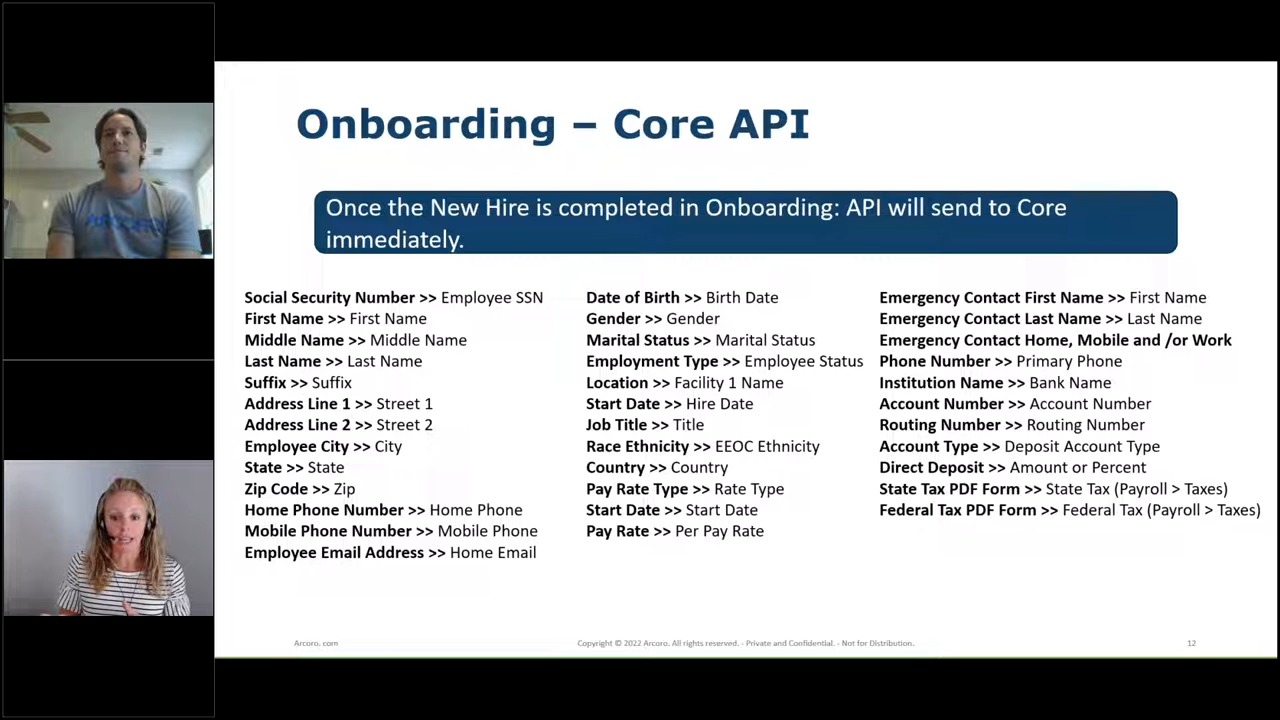 Onboarding – Core API
Once the New Hire is completed in Onboarding: API will send to Core
immediately.
Social Security Number >> Employee SSN
First Name >> First Name
Middle Name >> Middle Name
Last Name >> Last Name
Suffix >> Suffix
Address Line 1 >> Street 1
Address Line 2 >> Street 2
Employee City >> City
State >> State
Zip Code >> Zip
Home Phone Number >> Home Phone
Mobile Phone Number >> Mobile Phone
Employee Email Address >> Home Email
Date of Birth >> Birth Date
Gender >> Gender
Marital Status >> Marital Status
Employment Type >> Employee Status
Location >> Facility 1 Name
Start Date >> Hire Date
Job Title >> Title
Race Ethnicity >> EEOC Ethnicity
Country >> Country
Pay Rate Type >> Rate Type
Start Date >> Start Date
Pay Rate >> Per Pay Rate
Emergency Contact First Name >> First Name
Emergency Contact Last Name >> Last Name
Emergency Contact Home, Mobile and /or Work
Phone Number >> Primary Phone
Institution Name >> Bank Name
Account Number >> Account Number
Routing Number >> Routing Number
Account Type >> Deposit Account Type
Direct Deposit >> Amount or Percent
State Tax PDF Form >> State Tax (Payroll > Taxes)
Federal Tax PDF Form >> Federal Tax (Payroll > Taxes)
Arcoro, com
Copyright © 2022 Arcoro. All rights reserved. - Private and Confidential. - Not for Distribution.
12